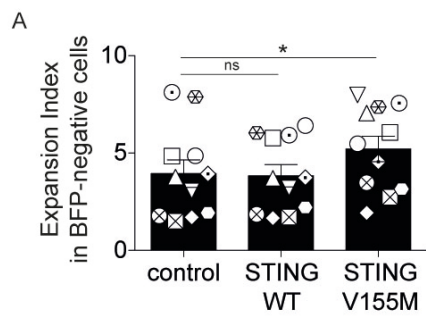 A
Expansion Index
in BFP-negative cells
10
5
0
*
ns
control
STING
WT
STING
V155M